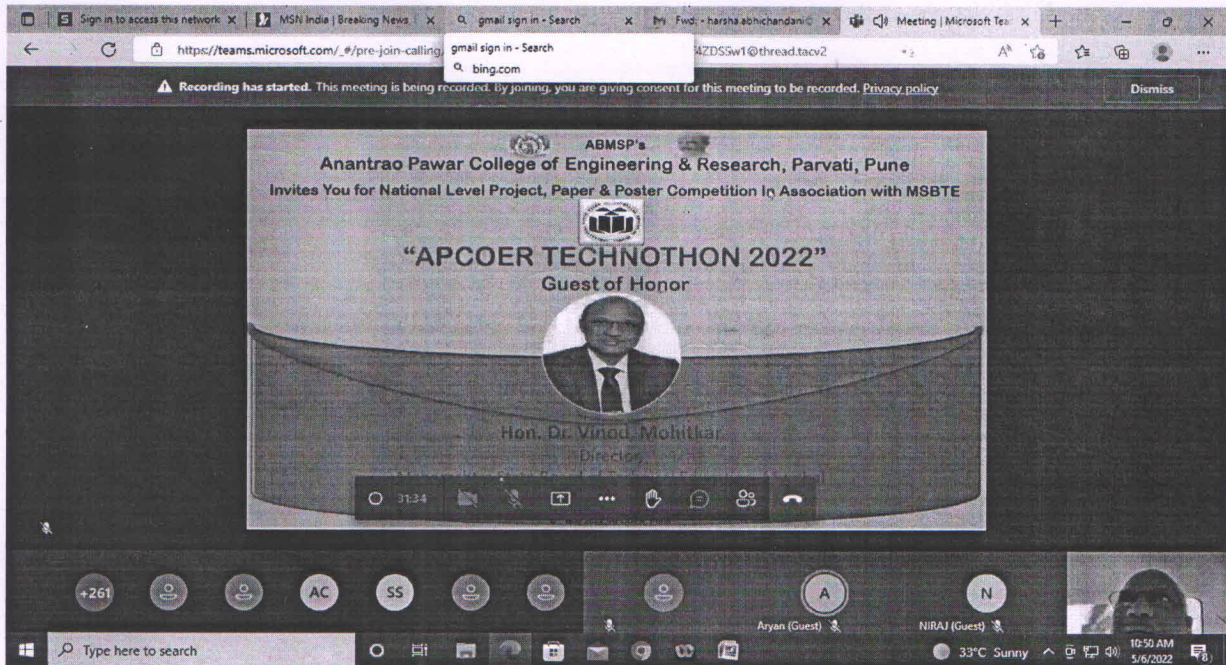 Sign in to access this network
MSN India | Breaking News
gmail sign in - Search
Fwd: - harsha.abhichandani
Meeting | Microsoft Tea
https://teams.microsoft.com/_#/pre-join-calling
4ZDSSw1@thread.tacv2
gmail sign in - Search
bing.com
Recording has started. This meeting is being recorded. By joining, you are giving consent for this meeting to be recorded. Privacy policy
Dismiss
ABMSP's
Anantrao Pawar College of Engineering & Research, Parvati, Pune
Invites You for National Level Project, Paper & Poster Competition In Association with MSBTE
“APCOER TECHNOTHON 2022”
Guest of Honor
Hon. Dr. Vinod Mohitkar
Director
31:34
+261
AC
SS
A
N
Aryan (Guest)
NIRAJ (Guest)
Type here to search
33°C Sunny
10:50 AM
5/6/2022